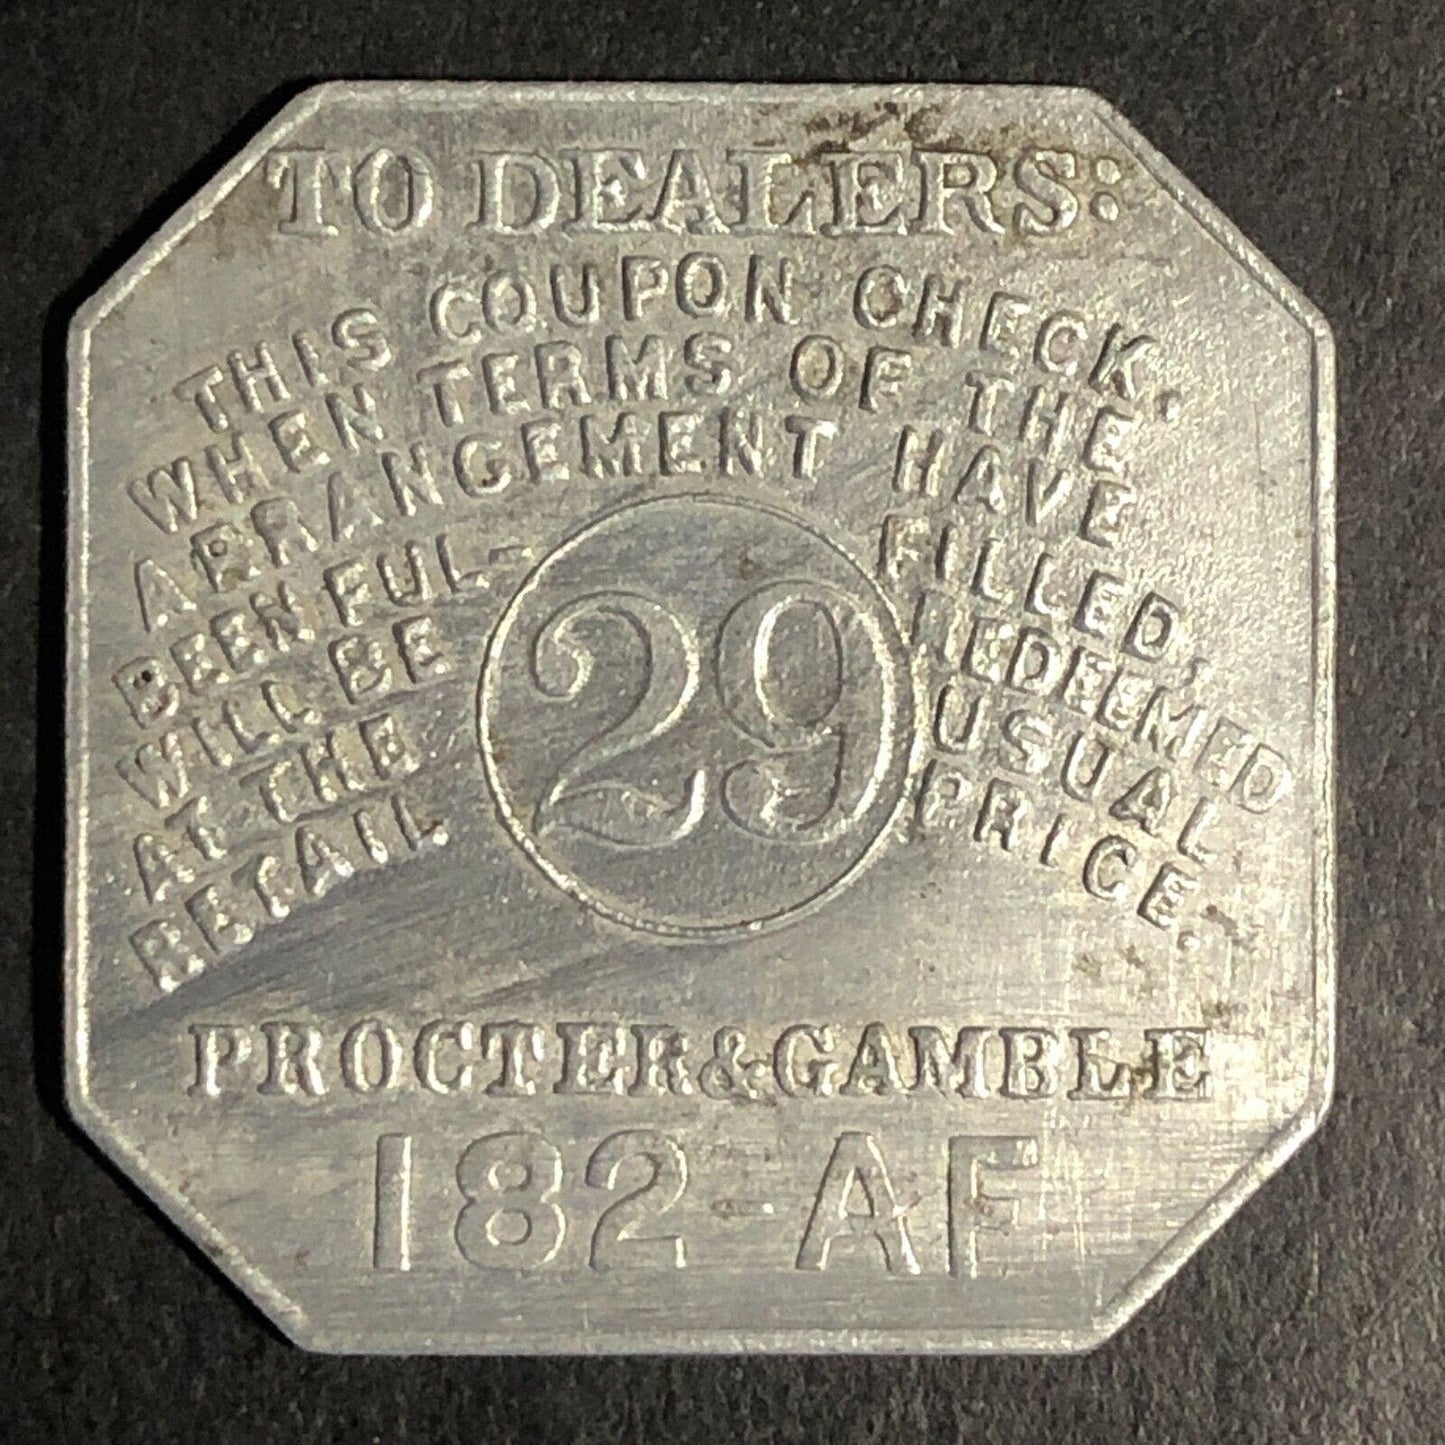 TO DEALERS:
THIS COUPON CHECK,
WHEN TERMS OF THE
ARRANGEMENT HAVE
BEEN FUL- FILLED,
WILL BE REDEEMED
AT THE USUAL
RETAIL PRICE.
29
PROCTER & GAMBLE
182-AF